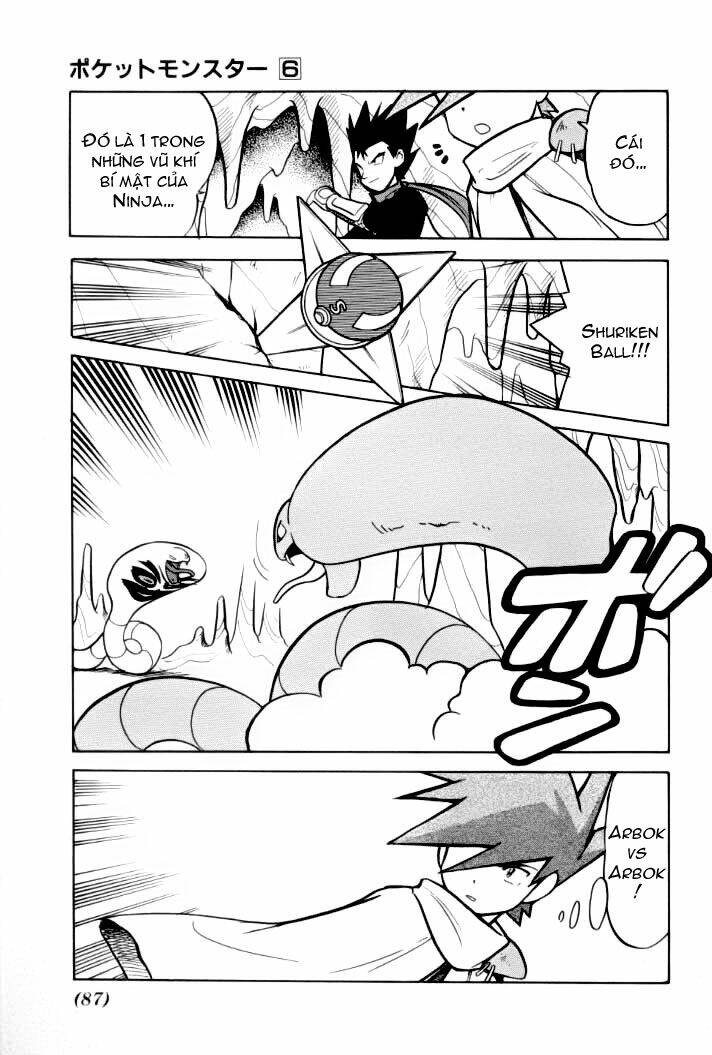 ポケットモンスター 6
CÁI
ĐÓ...
ĐÓ LÀ 1 TRONG
NHỮNG VŨ KHÍ
BÍ MẬT CỦA
NINJA...
S
SHURIKEN
BALL!!!
ボン
ARBOK
VS
ARBOK
!
(87)